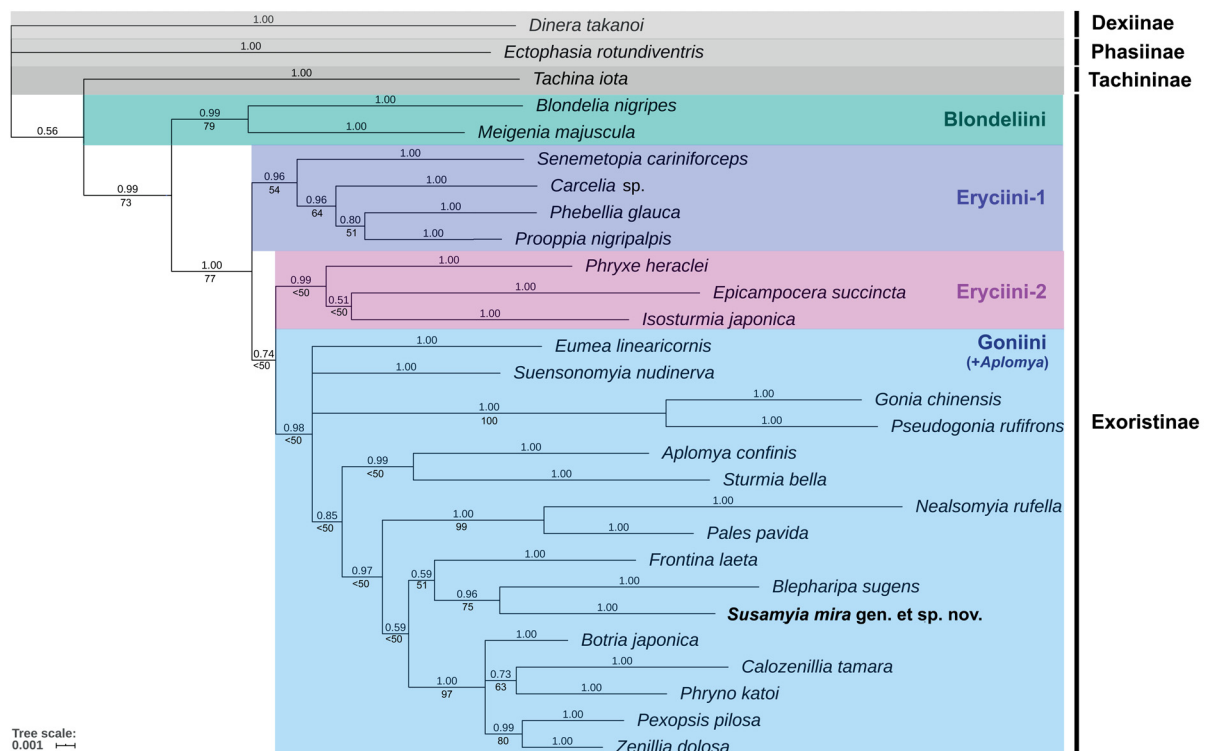 1.00
Dinera takanoi
Dexiinae
1.00
Ectophasia rotundiventris
Phasiinae
1.00
Tachina iota
Tachininae
0.56
1.00
Blondelia nigripes
0.99
79
Blondeliini
1.00
Meigenia majuscula
0.99
73
1.00
Senemetopia cariniforceps
0.96
54
1.00
Carcelia sp.
0.96
64
Eryciini-1
1.00
Phebellia glauca
0.80
51
1.00
Prooppia nigripalpis
1.00
77
1.00
Phryxe heraclei
0.99
<50
1.00
Epicampocera succincta
Eryciini-2
0.51
<50
1.00
Isosturmia japonica
0.74
<50
1.00
Eumea linearicornis
Goniini
(+Aplomya)
1.00
Suensonomyia nudinerva
1.00
Gonia chinensis
1.00
100
1.00
Pseudogonia rufifrons
Exoristinae
0.98
<50
1.00
Aplomya confinis
0.99
<50
1.00
Sturmia bella
1.00
Nealsomyia rufella
0.85
<50
1.00
99
1.00
Pales pavida
1.00
Frontina laeta
0.97
<50
0.59
51
1.00
Blepharipa sugens
0.96
75
1.00
Susamyia mira gen. et sp. nov.
0.59
<50
1.00
Botria japonica
1.00
Calozenillia tamara
0.73
63
1.00
97
1.00
Phryno katoi
1.00
Pexopsis pilosa
0.99
80
1.00
Zenillia dolosa
Tree scale:
0.001